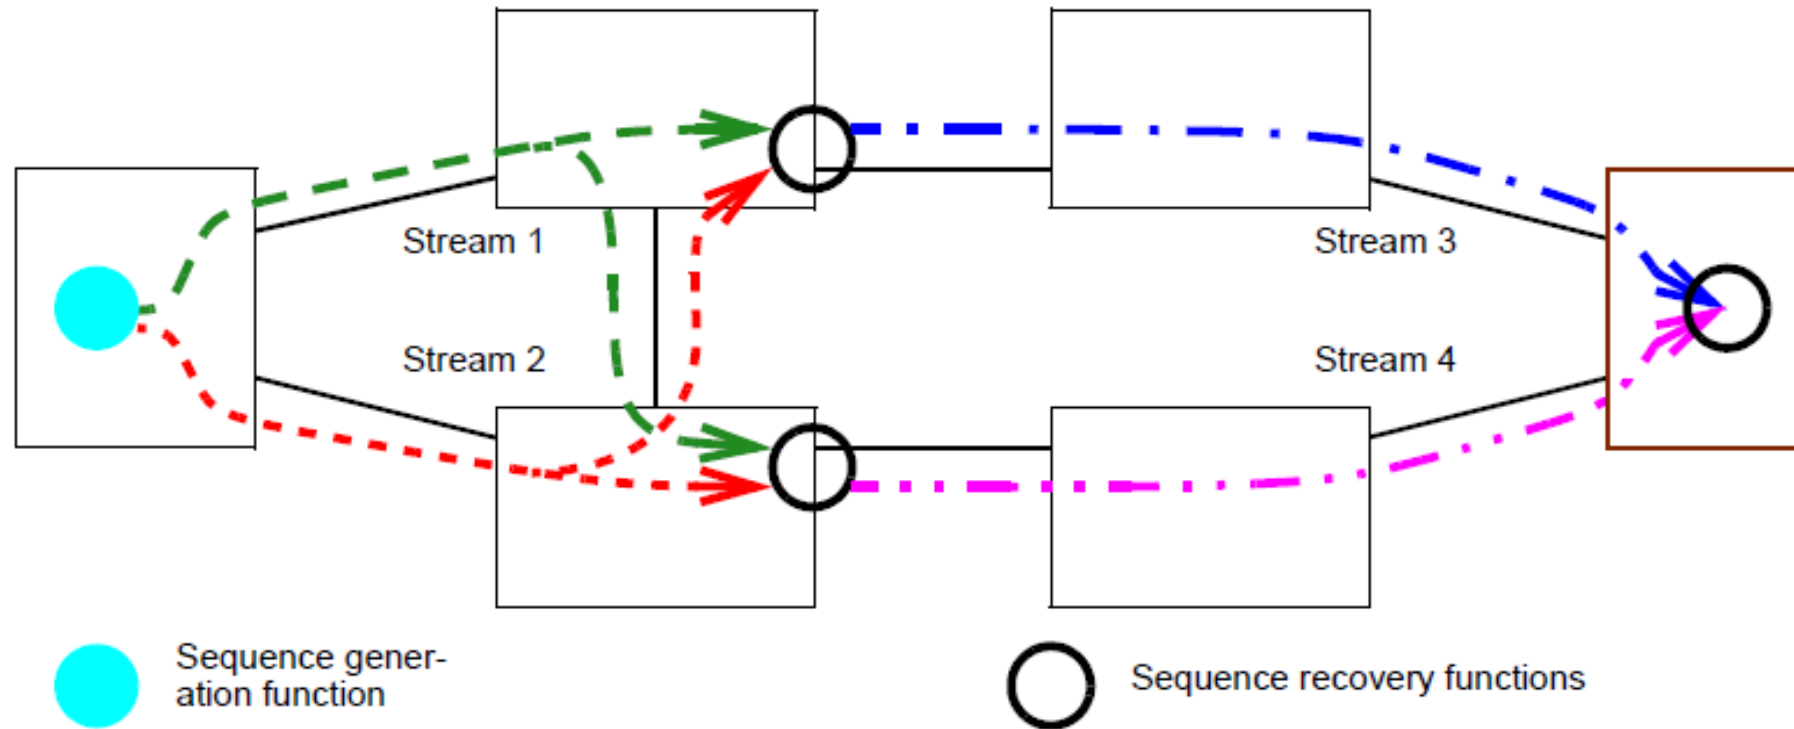 Stream 1
Stream 3
Stream 2
Stream 4
Sequence gener-
ation function
Sequence recovery functions